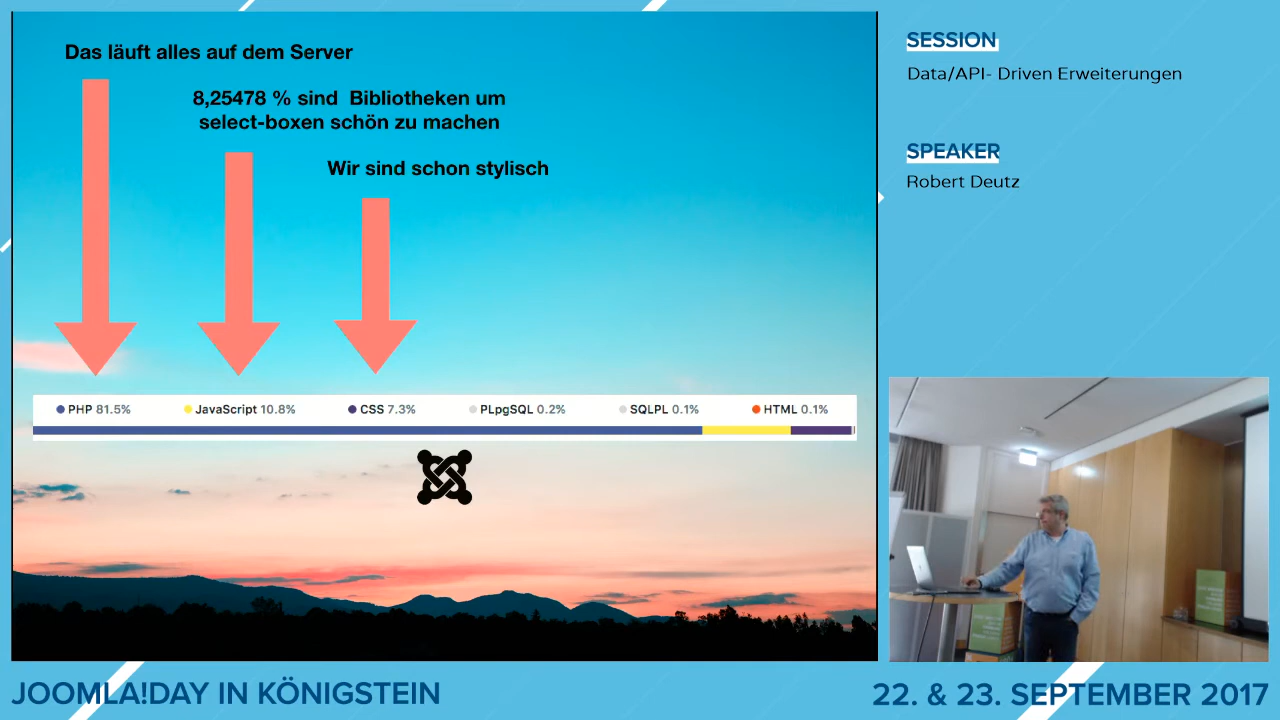 Das läuft alles auf dem Server
8,25478 % sind Bibliotheken um
select-boxen schön zu machen
Wir sind schon stylisch
PHP 81.5% JavaScript 10.8% CSS 7.3% PLpgSQL 0.2% SQLPL 0.1% HTML 0.1%
SESSION
Data/API- Driven Erweiterungen
SPEAKER
Robert Deutz
JOOMLA!DAY IN KÖNIGSTEIN
22. & 23. SEPTEMBER 2017